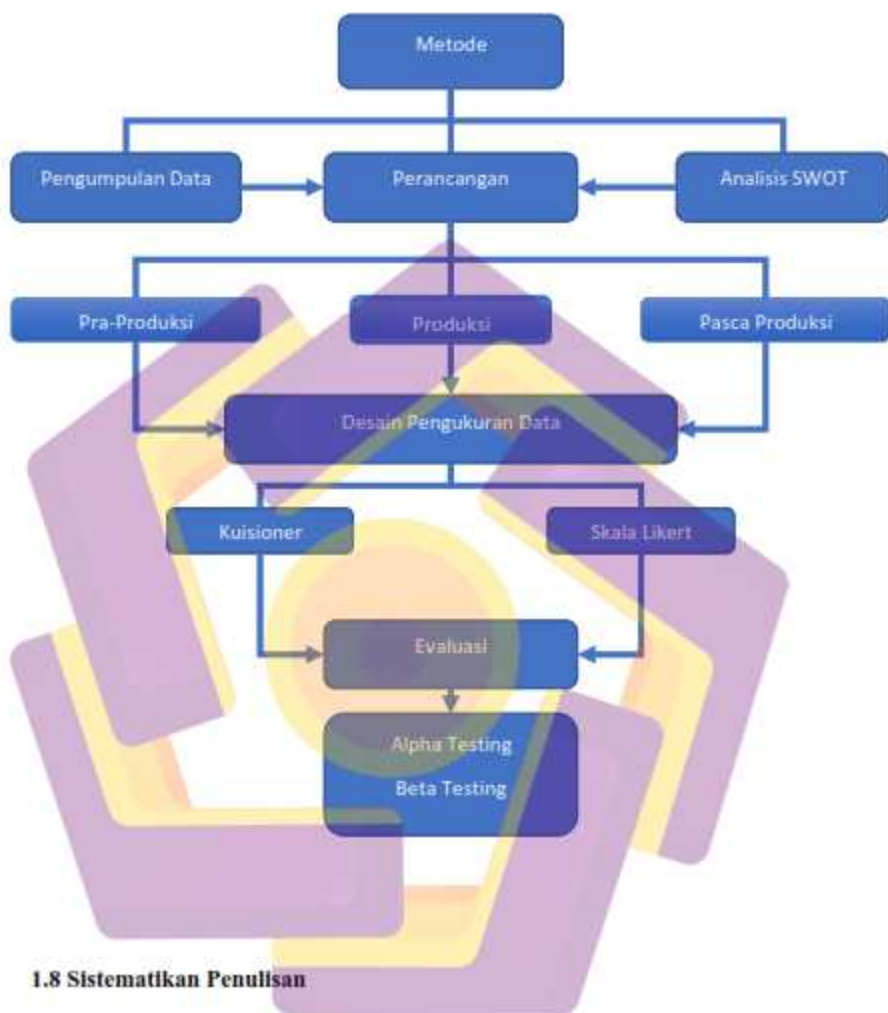 Metode
Pengumpulan Data
Perancangan
Analisis SWOT
Pra-Produksi
Produksi
Pasca Produksi
Desain Pengukuran Data
Kuisioner
Skala Likert
Evaluasi
Alpha Testing
Beta Testing
1.8 Sistematikan Penulisan